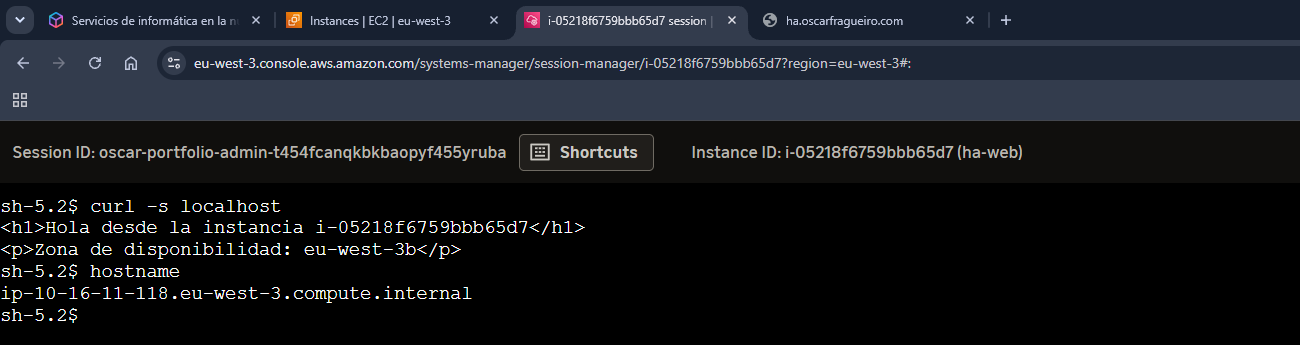 Servicios de informática en la nu
Instances | EC2 | eu-west-3
i-05218f6759bbb65d7 session |
ha.oscarfragueiro.com
eu-west-3.console.aws.amazon.com/systems-manager/session-manager/i-05218f6759bbb65d7?region=eu-west-3#:
Session ID: oscar-portfolio-admin-t454fcanqkbkbaopyf455yruba
Shortcuts
Instance ID: i-05218f6759bbb65d7 (ha-web)
sh-5.2$ curl -s localhost
<h1>Hola desde la instancia i-05218f6759bbb65d7</h1>
<p>Zona de disponibilidad: eu-west-3b</p>
sh-5.2$ hostname
ip-10-16-11-118.eu-west-3.compute.internal
sh-5.2$